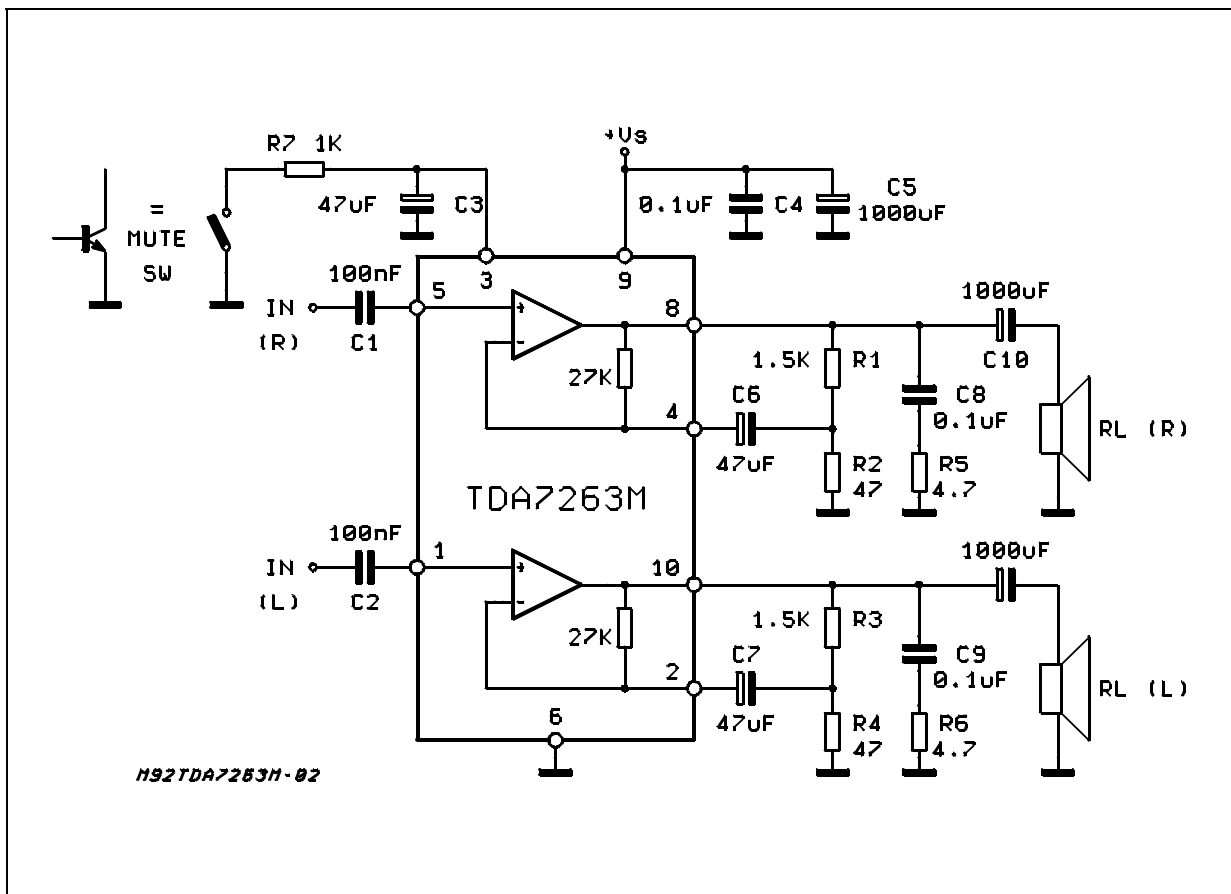 +Vs
R7 1K
47uF
C3
0.1uF
C4
C5
1000uF
=
MUTE
SW
3
9
100nF
IN
(R)
C1
5
8
1000uF
C10
27K
1.5K
R1
C6
47uF
4
C8
0.1uF
R2
47
R5
4.7
RL (R)
TDA7263M
100nF
IN
(L)
C2
1
10
1000uF
27K
1.5K
R3
C7
47uF
2
C9
0.1uF
R4
47
R6
4.7
RL (L)
6
M92TDA7263M-02